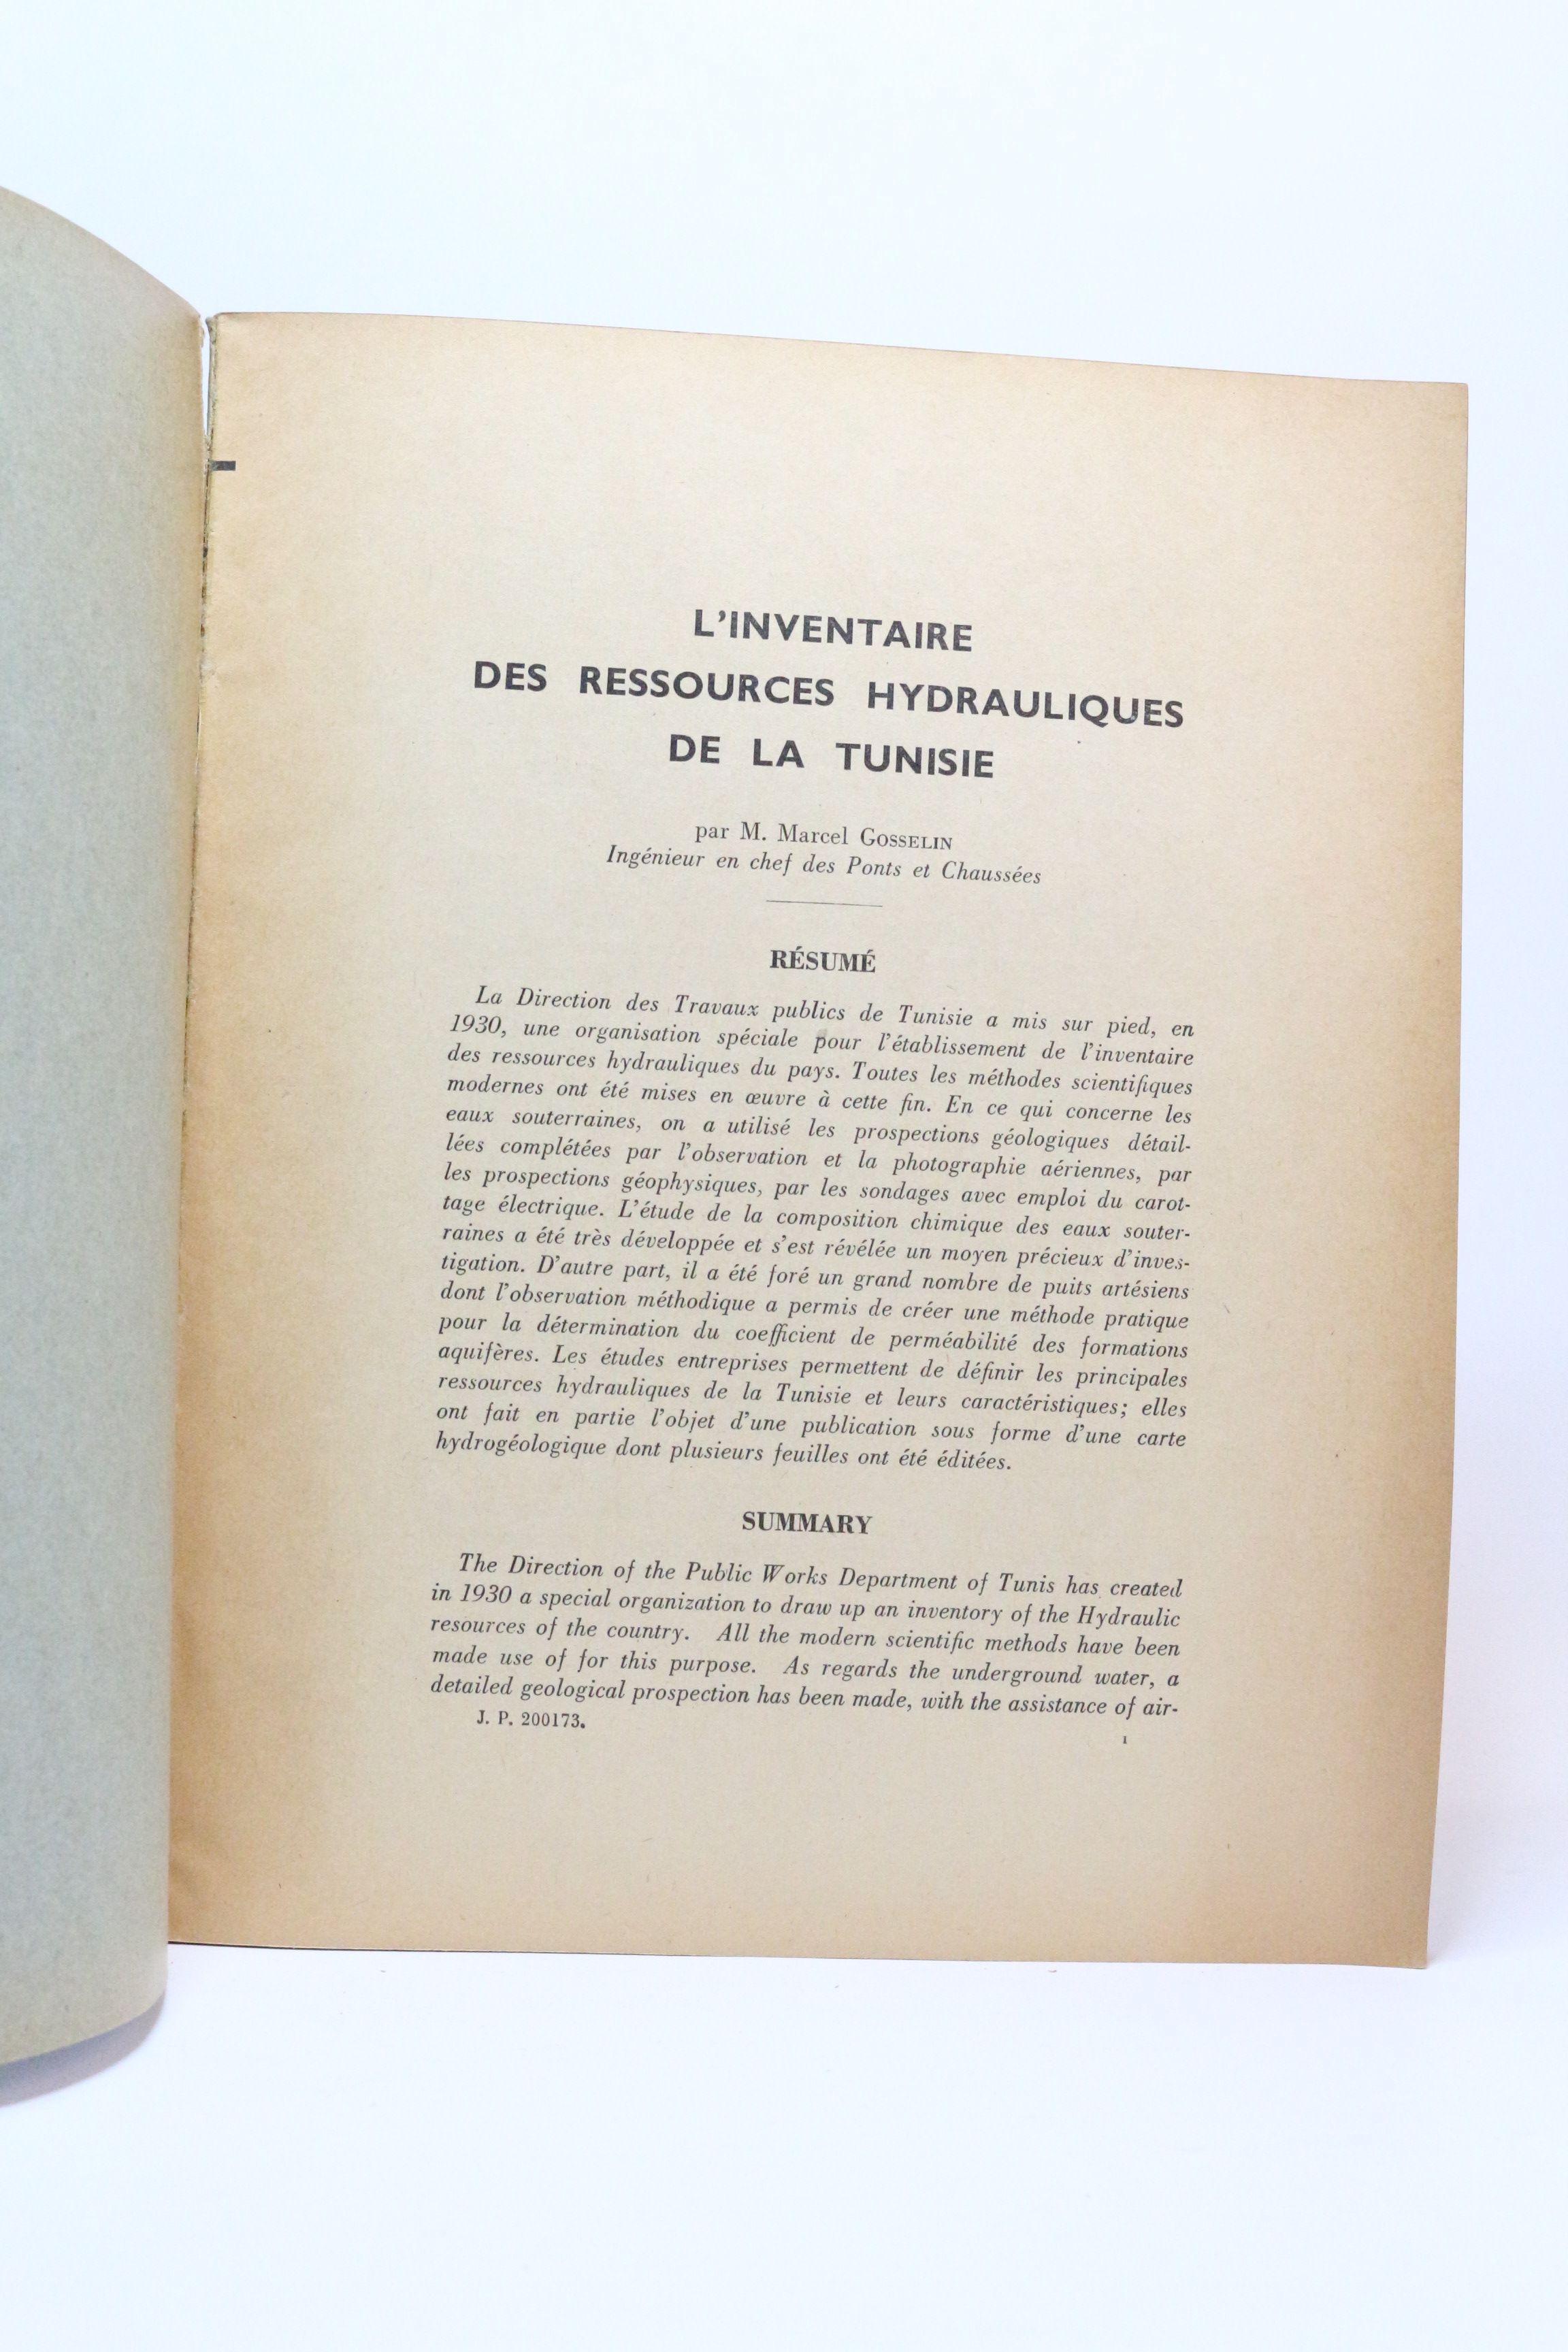 L'INVENTAIRE
DES RESSOURCES HYDRAULIQUES
DE LA TUNISIE
par M. Marcel GOSSELIN
Ingénieur en chef des Ponts et Chaussées
RÉSUMÉ
La Direction des Travaux publics de Tunisie a mis sur pied, en
1930, une organisation spéciale pour l'établissement de l'inventaire
des ressources hydrauliques du pays. Toutes les méthodes scientifiques
modernes ont été mises en œuvre à cette fin. En ce qui concerne les
eaux souterraines, on a utilisé les prospections géologiques détail-
lées complétées par l'observation et la photographie aériennes, par
les prospections géophysiques, par les sondages avec emploi du carot-
tage électrique. L'étude de la composition chimique des eaux souter-
raines a été très développée et s'est révélée un moyen précieux d'inves-
tigation. D'autre part, il a été foré un grand nombre de puits artésiens
dont l'observation méthodique a permis de créer une méthode pratique
pour la détermination du coefficient de perméabilité des formations
aquifères. Les études entreprises permettent de définir les principales
ressources hydrauliques de la Tunisie et leurs caractéristiques; elles
ont fait en partie l'objet d'une publication sous forme d'une carte
hydrogéologique dont plusieurs feuilles ont été éditées.
SUMMARY
The Direction of the Public Works Department of Tunis has created
in 1930 a special organization to draw up an inventory of the Hydraulic
resources of the country. All the modern scientific methods have been
made use of for this purpose. As regards the underground water, a
detailed geological prospection has been made, with the assistance of air-
J. P. 200173.
1